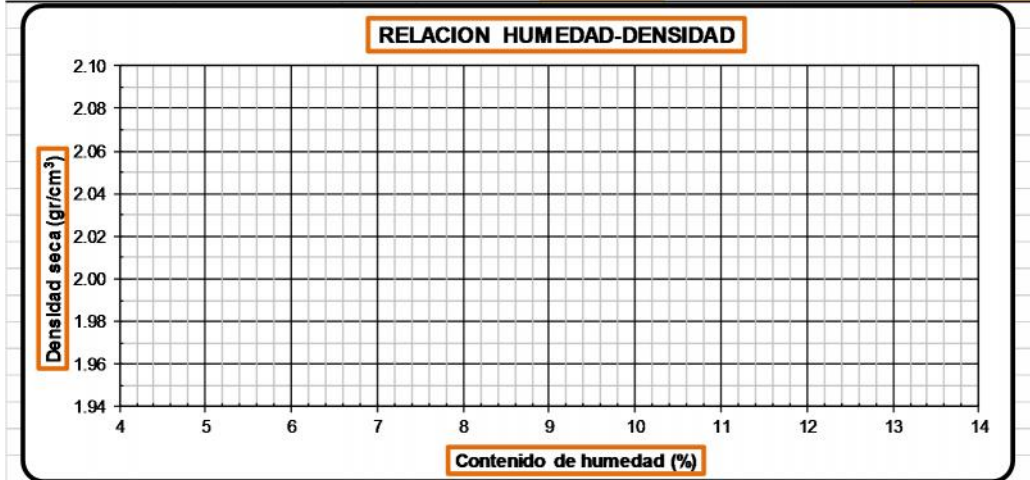 RELACION HUMEDAD-DENSIDAD
2.10
2.08
2.06
2.04
2.02
2.00
1.98
1.96
1.94
Densidad seca (gr/cm³)
4 5 6 7 8 9 10 11 12 13 14
Contenido de humedad (%)